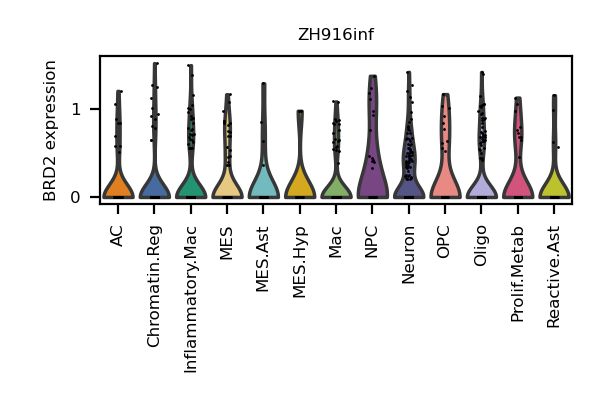 ZH916inf
BRD2 expression
1
0
AC
Chromatin.Reg
Inflammatory.Mac
MES
MES.Ast
MES.Hyp
Mac
NPC
Neuron
OPC
Oligo
Prolif.Metab
Reactive.Ast